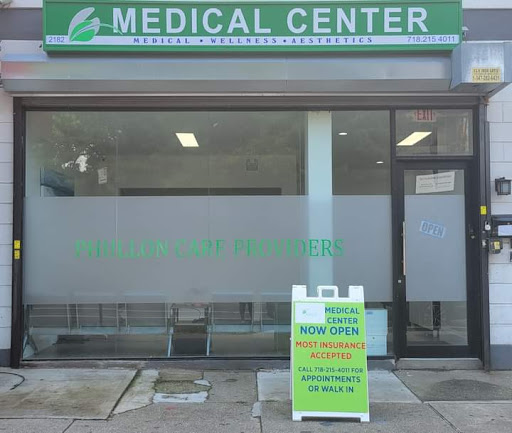 MEDICAL CENTER
2182
MEDICAL • WELLNESS • AESTHETICS
718.215.4011
EXIT
OPEN
PHULLON CARE PROVIDERS
MEDICAL
CENTER
NOW OPEN
MOST INSURANCE
ACCEPTED
CALL 718-215-4011 FOR
APPOINTMENTS
OR WALK IN